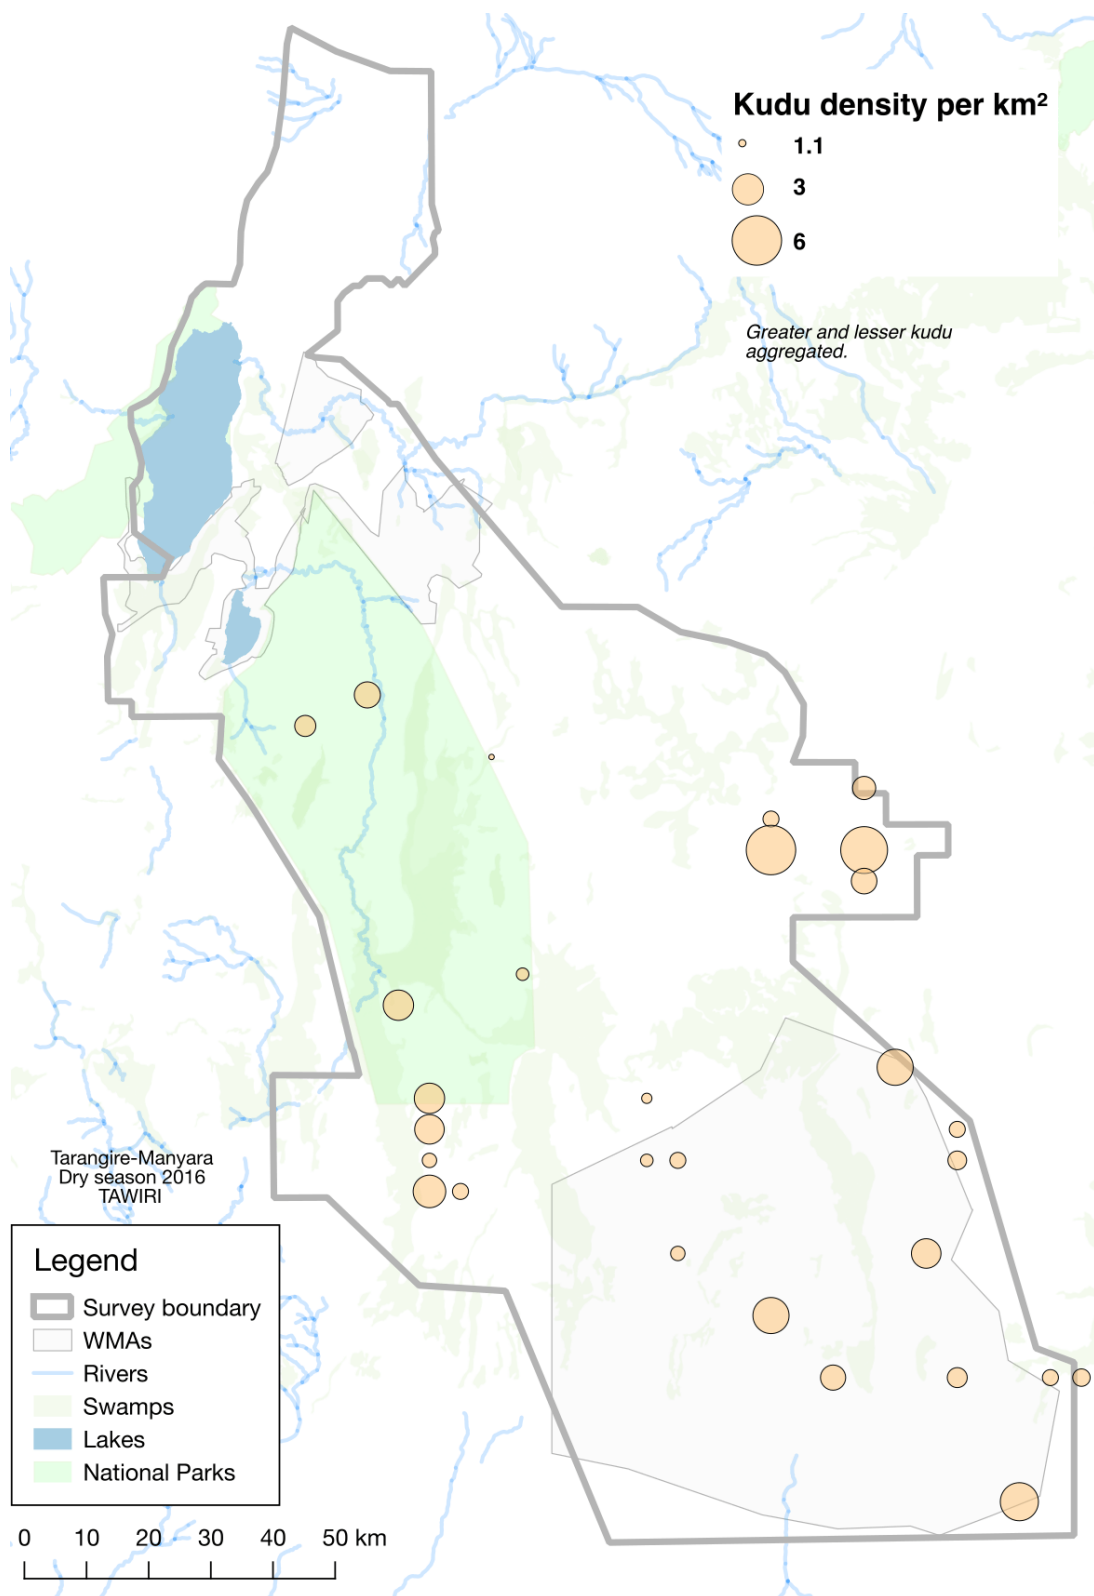 Kudu density per km²
1.1
3
6
Greater and lesser kudu
aggregated.
Tarangire-Manyara
Dry season 2016
TAWIRI
Legend
Survey boundary
WMAs
Rivers
Swamps
Lakes
National Parks
0 10 20 30 40 50 km